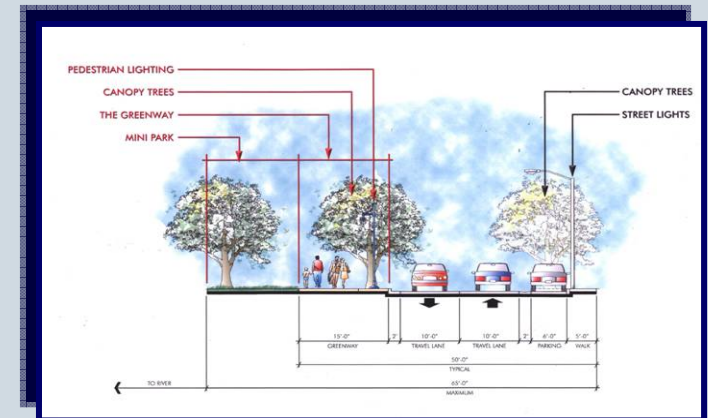 PEDESTRIAN LIGHTING
CANOPY TREES
THE GREENWAY
MINI PARK
CANOPY TREES
STREET LIGHTS
15'-0"
2'
10'-0"
10'-0"
2'
6'-0"
5'-0"
GREENWAY
TRAVEL LANE
TRAVEL LANE
PARKING
WALK
50'-0"
TYPICAL
TO RIVER
65'-0"
MAXIMUM